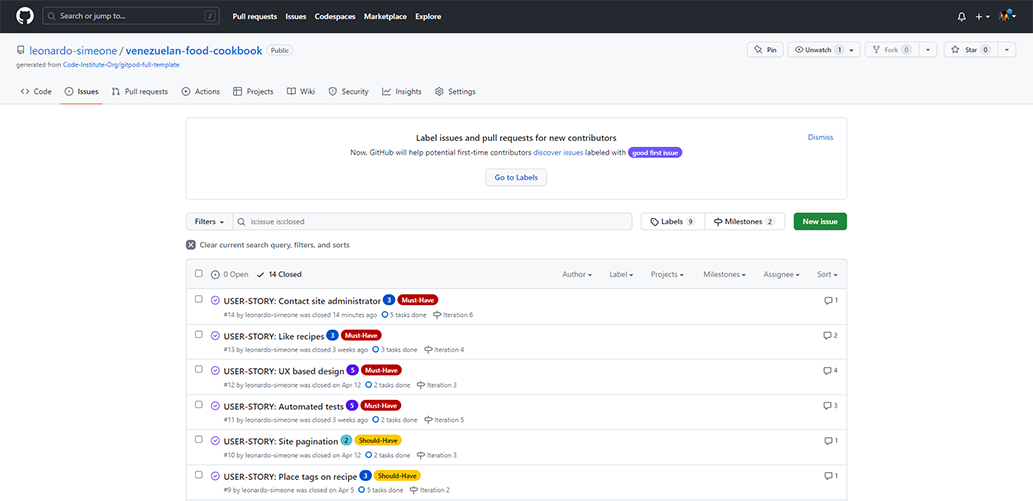 Search or jump to... /
Pull requests Issues Codespaces Marketplace Explore
leonardo-simeone / venezuelan-food-cookbook Public
Pin Unwatch 1 Fork 0 Star 0
generated from Code-Institute-Org/gitpod-full-template
Code Issues Pull requests Actions Projects Wiki Security Insights Settings
Label issues and pull requests for new contributors
Dismiss
Now, GitHub will help potential first-time contributors discover issues labeled with good first issue
Go to Labels
Filters is:issue is:closed Labels 9 Milestones 2 New issue
Clear current search query, filters, and sorts
0 Open 14 Closed Author Label Projects Milestones Assignee Sort
USER-STORY: Contact site administrator 3 Must-Have 1
#14 by leonardo-simeone was closed 14 minutes ago 5 tasks done Iteration 6
USER-STORY: Like recipes 3 Must-Have 2
#13 by leonardo-simeone was closed 3 weeks ago 3 tasks done Iteration 4
USER-STORY: UX based design 5 Must-Have 4
#12 by leonardo-simeone was closed on Apr 12 2 tasks done Iteration 3
USER-STORY: Automated tests 5 Must-Have 3
#11 by leonardo-simeone was closed 3 weeks ago 2 tasks done Iteration 5
USER-STORY: Site pagination 2 Should-Have 1
#10 by leonardo-simeone was closed on Apr 12 2 tasks done Iteration 3
USER-STORY: Place tags on recipe 3 Should-Have 1
#9 by leonardo-simeone was closed on Apr 5 5 tasks done Iteration 2